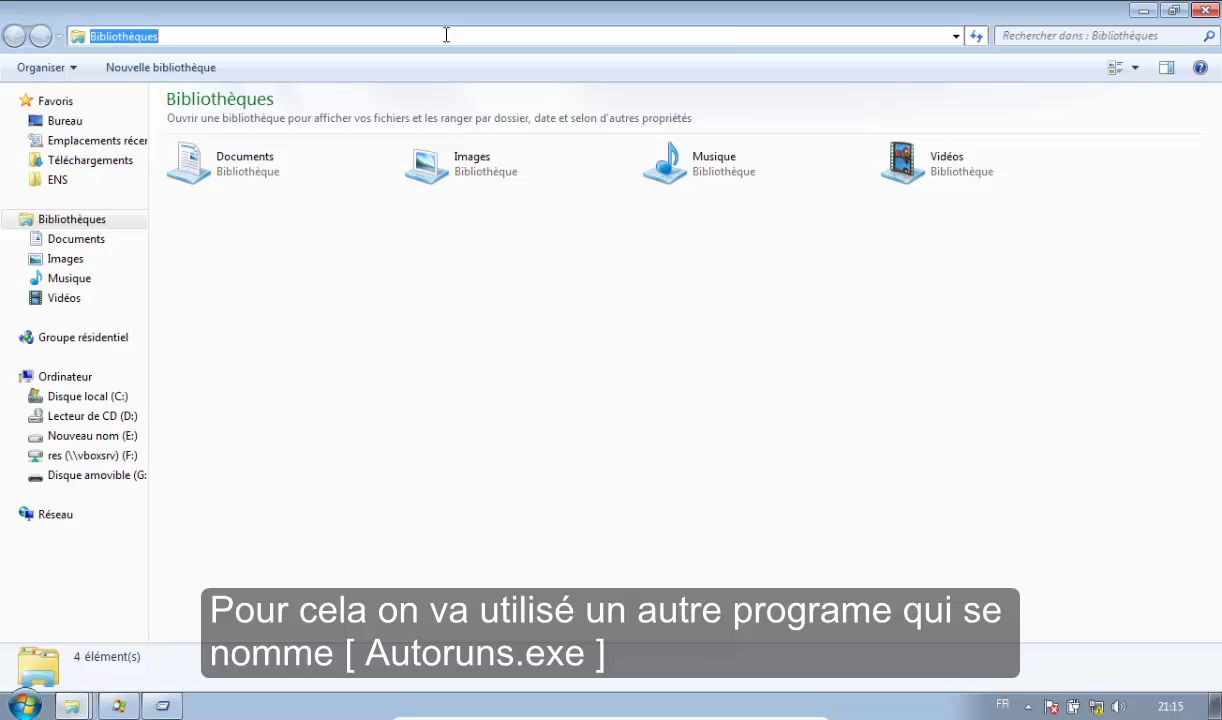 Bibliothèques
Rechercher dans : Bibliothèques
Organiser
Nouvelle bibliothèque
Favoris
Bureau
Emplacements récer
Téléchargements
ENS
Bibliothèques
Documents
Images
Musique
Vidéos
Groupe résidentiel
Ordinateur
Disque local (C:)
Lecteur de CD (D:)
Nouveau nom (E:)
res (\\vboxsrv) (F:)
Disque amovible (G:
Réseau
Bibliothèques
Ouvrir une bibliothèque pour afficher vos fichiers et les ranger par dossier, date et selon d'autres propriétés
Documents
Bibliothèque
Images
Bibliothèque
Musique
Bibliothèque
Vidéos
Bibliothèque
Pour cela on va utilisé un autre programe qui se
nomme [ Autoruns.exe ]
4 élément(s)
FR
21:15